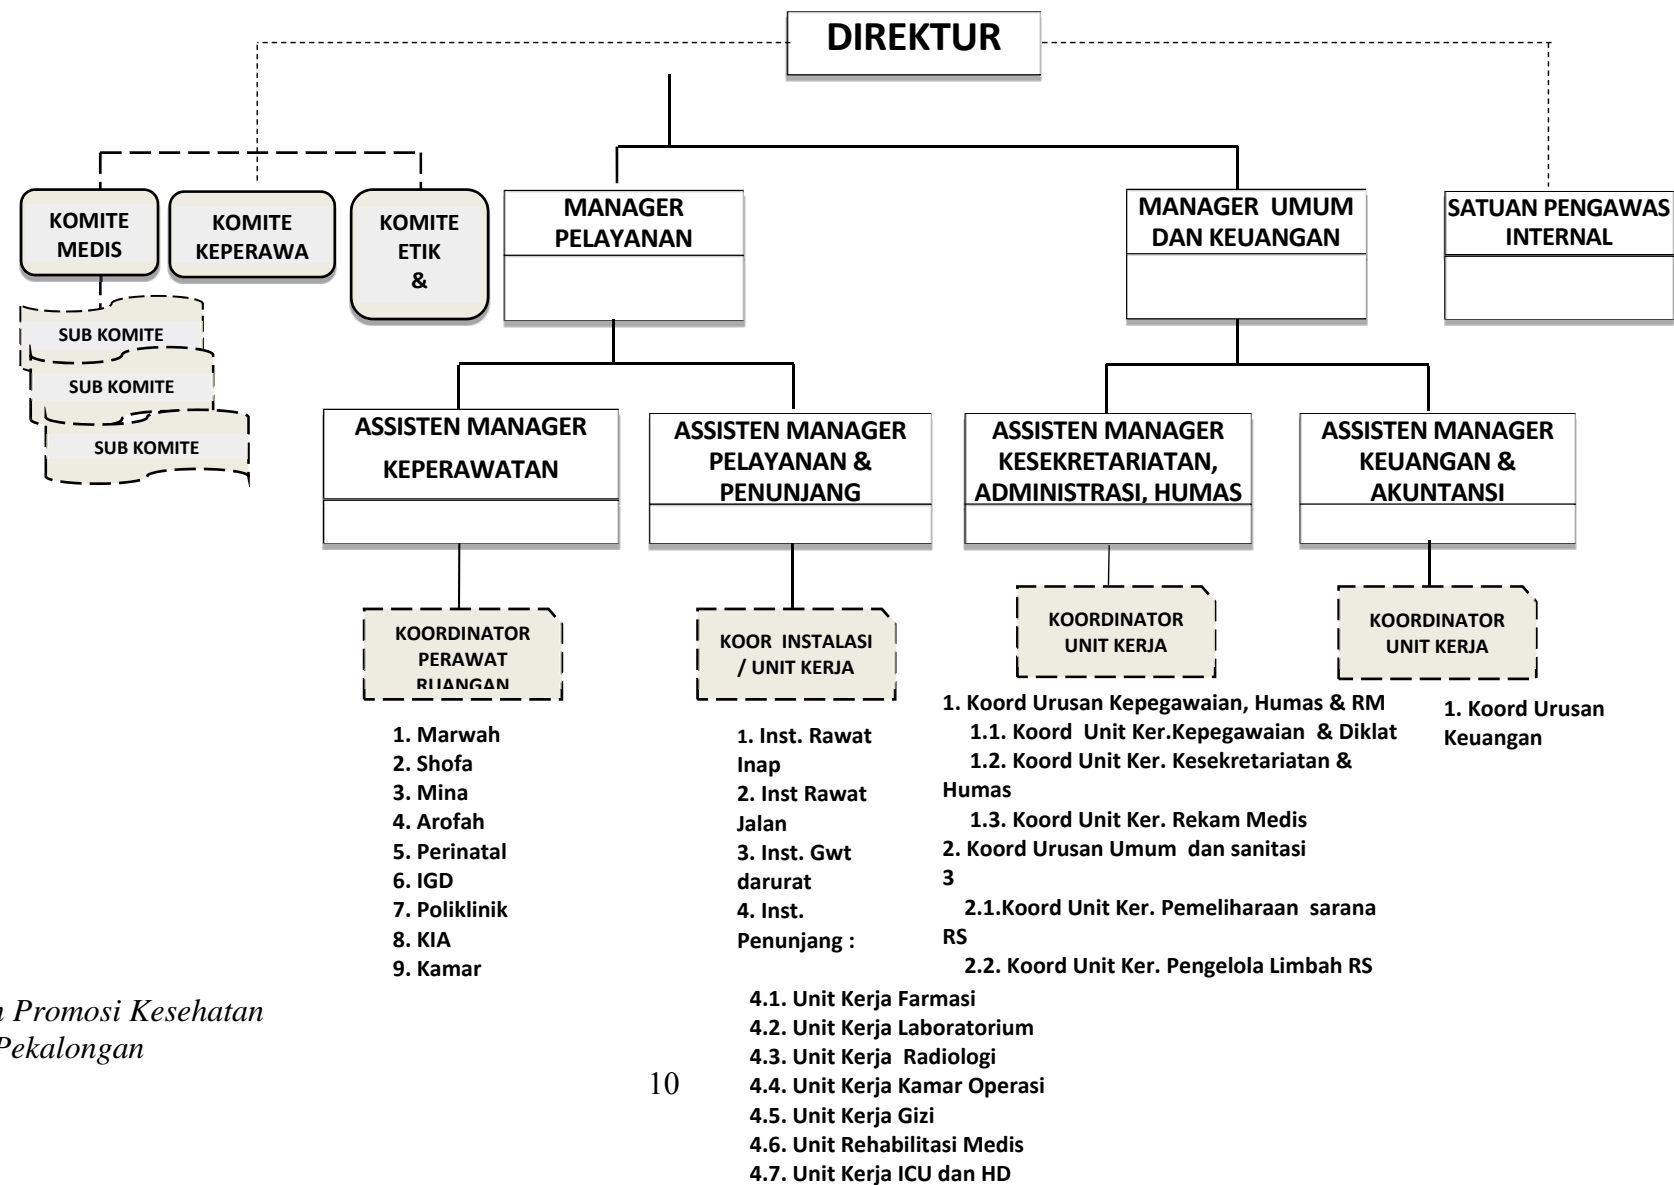 DIREKTUR
KOMITE
MEDIS
KOMITE
KEPERAWA
KOMITE
ETIK
&
MANAGER
PELAYANAN
MANAGER UMUM
DAN KEUANGAN
SATUAN PENGAWAS
INTERNAL
SUB KOMITE
SUB KOMITE
SUB KOMITE
ASSISTEN MANAGER
KEPERAWATAN
ASSISTEN MANAGER
PELAYANAN &
PENUNJANG
ASSISTEN MANAGER
KESEKRETARIATAN,
ADMINISTRASI, HUMAS
ASSISTEN MANAGER
KEUANGAN &
AKUNTANSI
KOORDINATOR
PERAWAT
RUANGAN
KOOR INSTALASI
/ UNIT KERJA
KOORDINATOR
UNIT KERJA
KOORDINATOR
UNIT KERJA
1. Marwah
2. Shofa
3. Mina
4. Arofah
5. Perinatal
6. IGD
7. Poliklinik
8. KIA
9. Kamar
1. Inst. Rawat
Inap
2. Inst Rawat
Jalan
3. Inst. Gwt
darurat
4. Inst.
Penunjang :
4.1. Unit Kerja Farmasi
4.2. Unit Kerja Laboratorium
4.3. Unit Kerja Radiologi
4.4. Unit Kerja Kamar Operasi
4.5. Unit Kerja Gizi
4.6. Unit Rehabilitasi Medis
4.7. Unit Kerja ICU dan HD
1. Koord Urusan Kepegawaian, Humas & RM
1.1. Koord Unit Ker.Kepegawaian & Diklat
1.2. Koord Unit Ker. Kesekretariatan &
Humas
1.3. Koord Unit Ker. Rekam Medis
2. Koord Urusan Umum dan sanitasi
3
2.1.Koord Unit Ker. Pemeliharaan sarana
RS
2.2. Koord Unit Ker. Pengelola Limbah RS
1. Koord Urusan
Keuangan
Promosi Kesehatan
Pekalongan
10